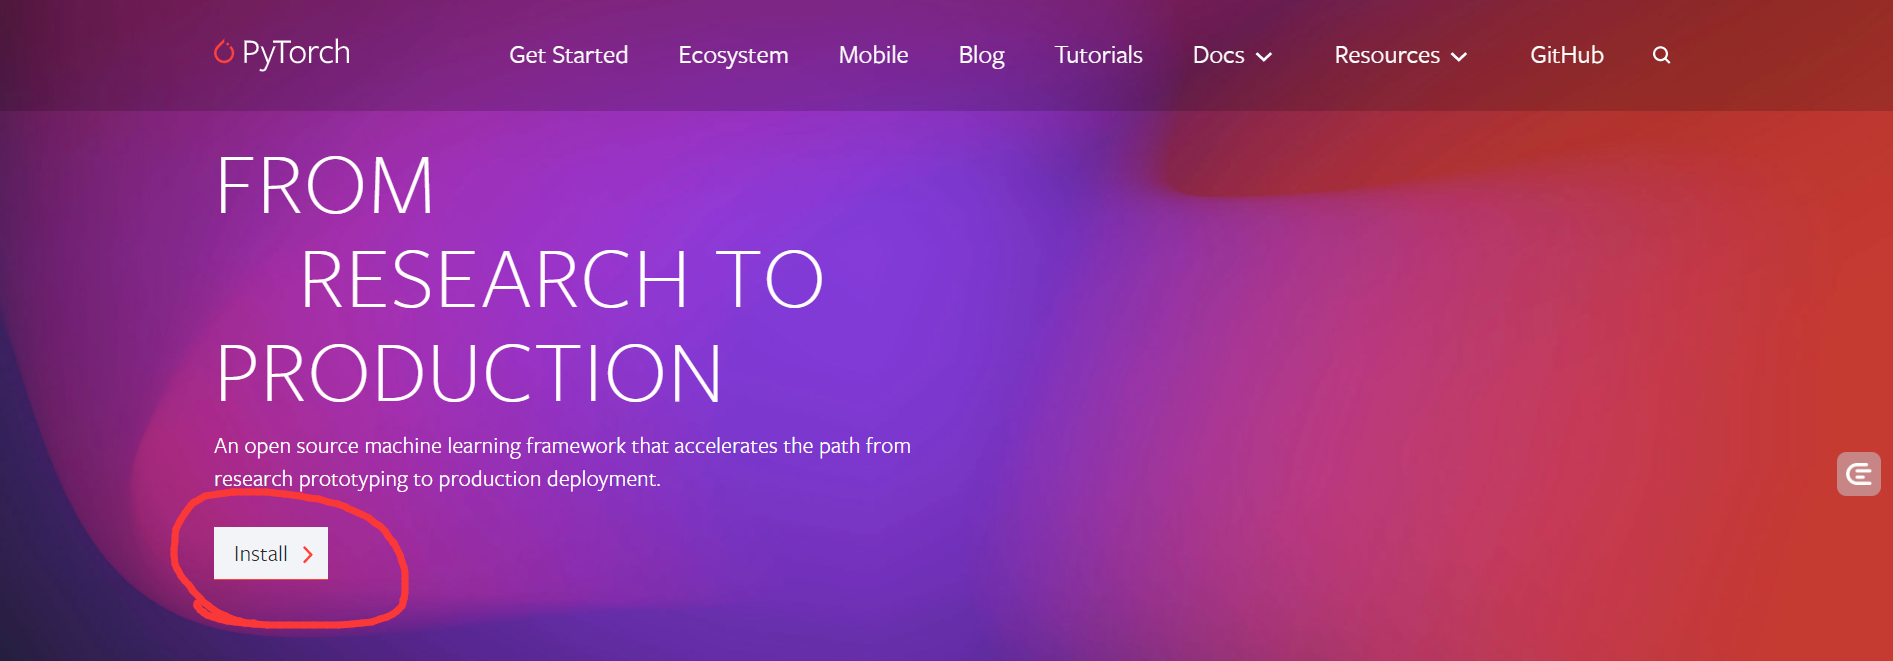 PyTorch Get Started Ecosystem Mobile Blog Tutorials Docs Resources GitHub
FROM
RESEARCH TO
PRODUCTION
An open source machine learning framework that accelerates the path from
research prototyping to production deployment.
Install